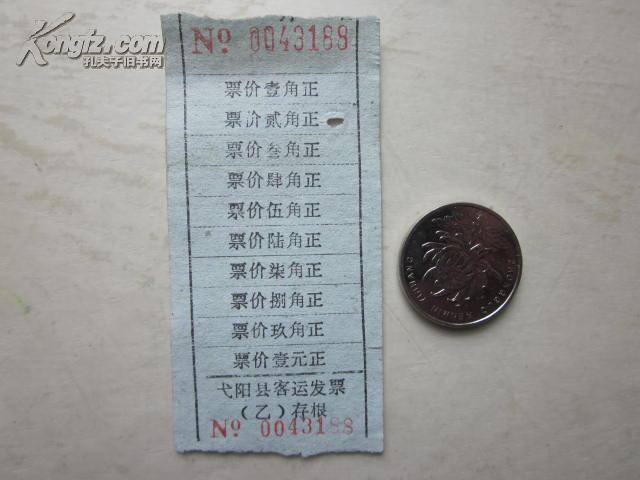 Kongfz.com
孔夫子旧书网
№ 0043188
票价壹角正
票价贰角正
票价叁角正
票价肆角正
票价伍角正
票价陆角正
票价柒角正
票价捌角正
票价玖角正
票价壹元正
弋阳县客运发票
（乙）存根
№ 0043188